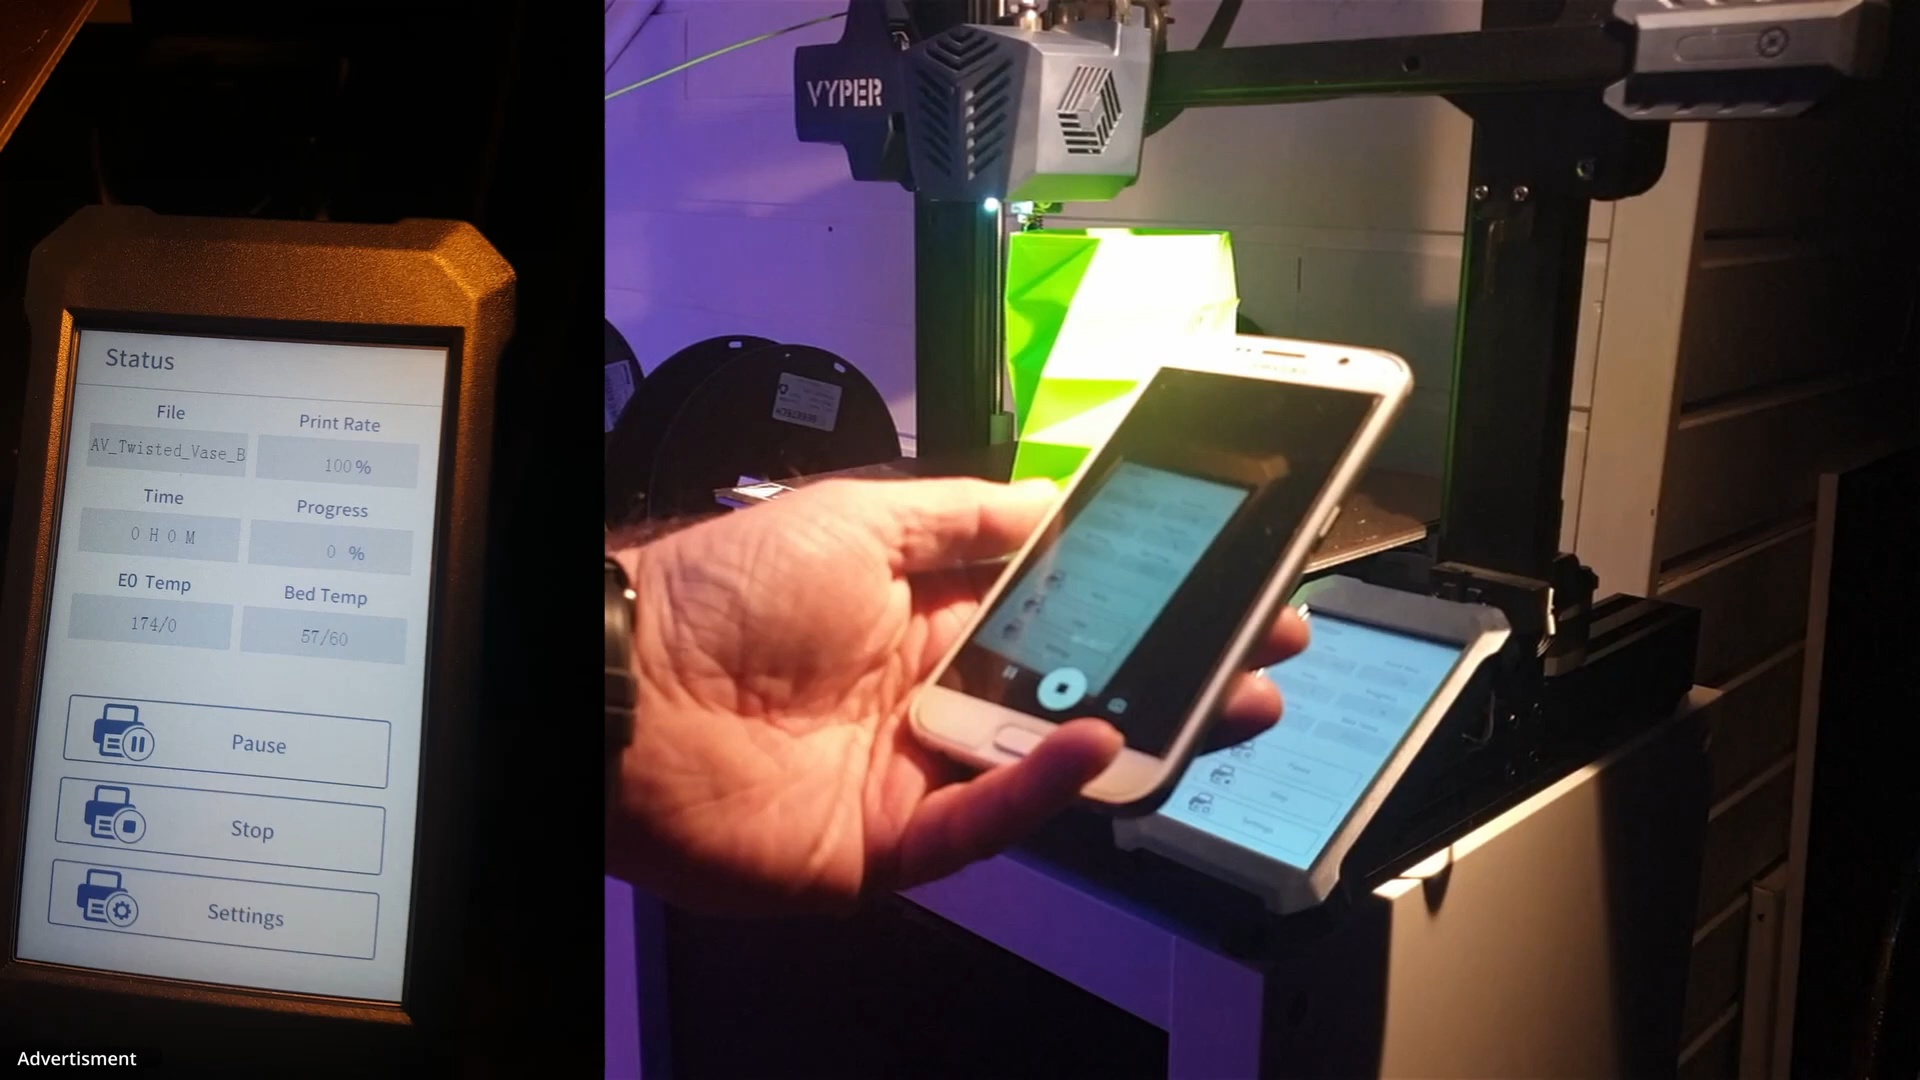 Status
File
Print Rate
AV_Twisted_Vase_B
100%
Time
Progress
0 H 0 M
0 %
E0 Temp
Bed Temp
174/0
57/60
Pause
Stop
Settings
Advertisment
VYPER
SAMSUNG